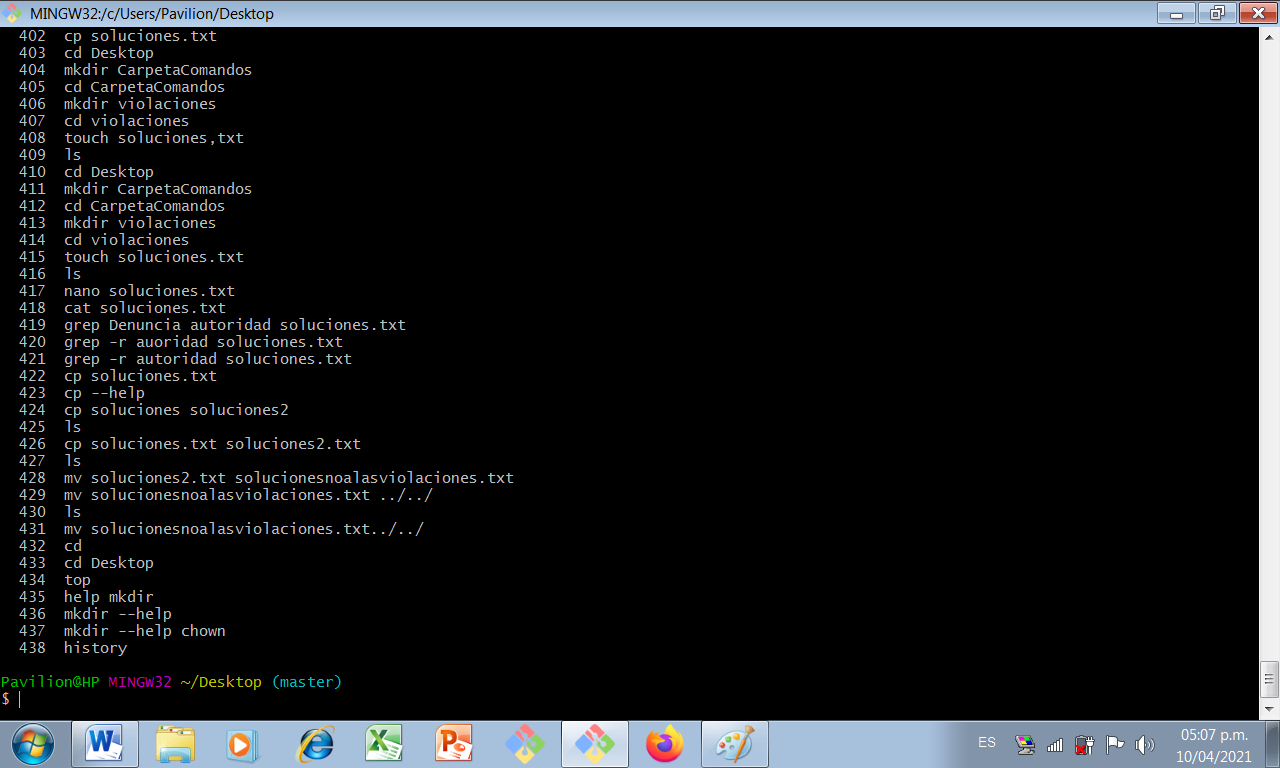 MINGW32:/c/Users/Pavilion/Desktop
402 cp soluciones.txt
403 cd Desktop
404 mkdir CarpetaComandos
405 cd CarpetaComandos
406 mkdir violaciones
407 cd violaciones
408 touch soluciones,txt
409 ls
410 cd Desktop
411 mkdir CarpetaComandos
412 cd CarpetaComandos
413 mkdir violaciones
414 cd violaciones
415 touch soluciones.txt
416 ls
417 nano soluciones.txt
418 cat soluciones.txt
419 grep Denuncia autoridad soluciones.txt
420 grep -r auoridad soluciones.txt
421 grep -r autoridad soluciones.txt
422 cp soluciones.txt
423 cp --help
424 cp soluciones soluciones2
425 ls
426 cp soluciones.txt soluciones2.txt
427 ls
428 mv soluciones2.txt solucionesnoalasviolaciones.txt
429 mv solucionesnoalasviolaciones.txt ../../
430 ls
431 mv solucionesnoalasviolaciones.txt../../
432 cd
433 cd Desktop
434 top
435 help mkdir
436 mkdir --help
437 mkdir --help chown
438 history
Pavilion@HP MINGW32 ~/Desktop (master)
$
ES
05:07 p.m.
10/04/2021